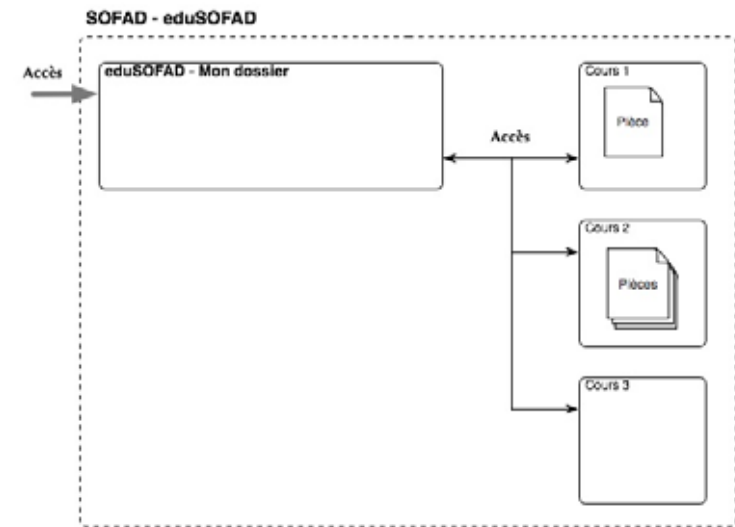 SOFAD - eduSOFAD
Accès
eduSOFAD - Mon dossier
Accès
Cours 1
Pièce
Cours 2
Pièces
Cours 3